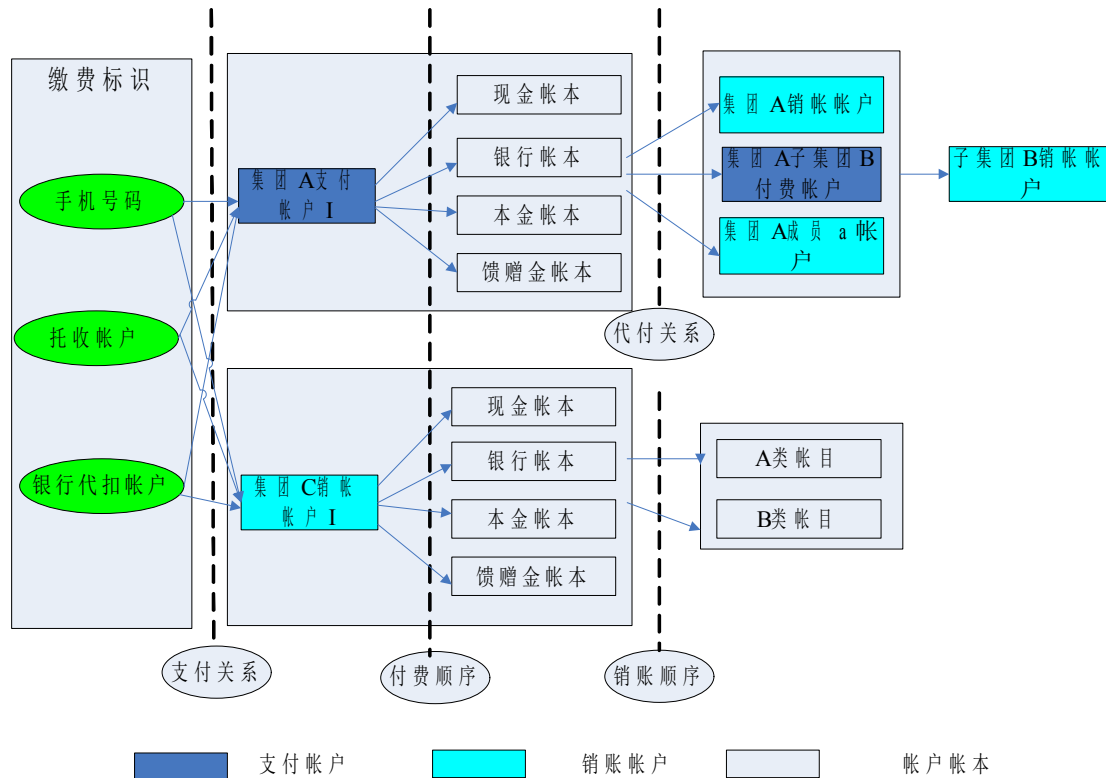 缴费标识
手机号码
托收帐户
银行代扣帐户
集团 A支付
帐户 I
现金帐本
银行帐本
本金帐本
馈赠金帐本
集团 A销帐帐户
集团 A子集团 B
付费帐户
集团 A成员 a 帐
户
子集团 B销帐帐
户
代付关系
集团 C销帐
帐户 I
现金帐本
银行帐本
本金帐本
馈赠金帐本
A类帐目
B类帐目
支付关系
付费顺序
销账顺序
支付帐户
销账帐户
帐户帐本